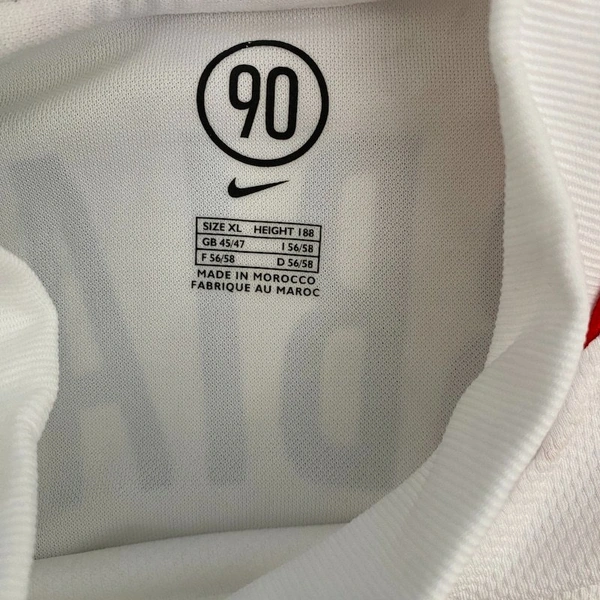 90
SIZE XL HEIGHT 188
GB 45/47 I 56/58
F 56/58 D 56/58
MADE IN MOROCCO
FABRIQUE AU MAROC